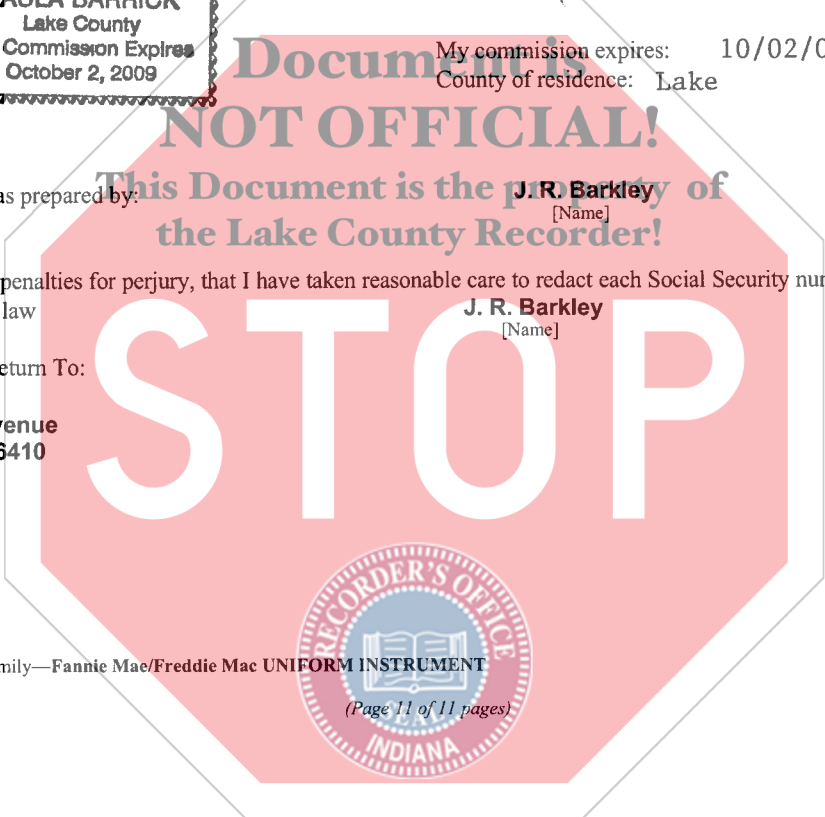 Lake County
Commission Expires
October 2, 2009
My commission expires: 10/02/0
County of residence: Lake
Document is
NOT OFFICIAL!
This Document is the property of
the Lake County Recorder!
as prepared by: J. R. Barkley
[Name]
penalties for perjury, that I have taken reasonable care to redact each Social Security nu
law J. R. Barkley
[Name]
eturn To:
venue
6410
STOP
RECORDER'S OFFICE
SEAL
INDIANA
mily—Fannie Mae/Freddie Mac UNIFORM INSTRUMENT
(Page 11 of 11 pages)